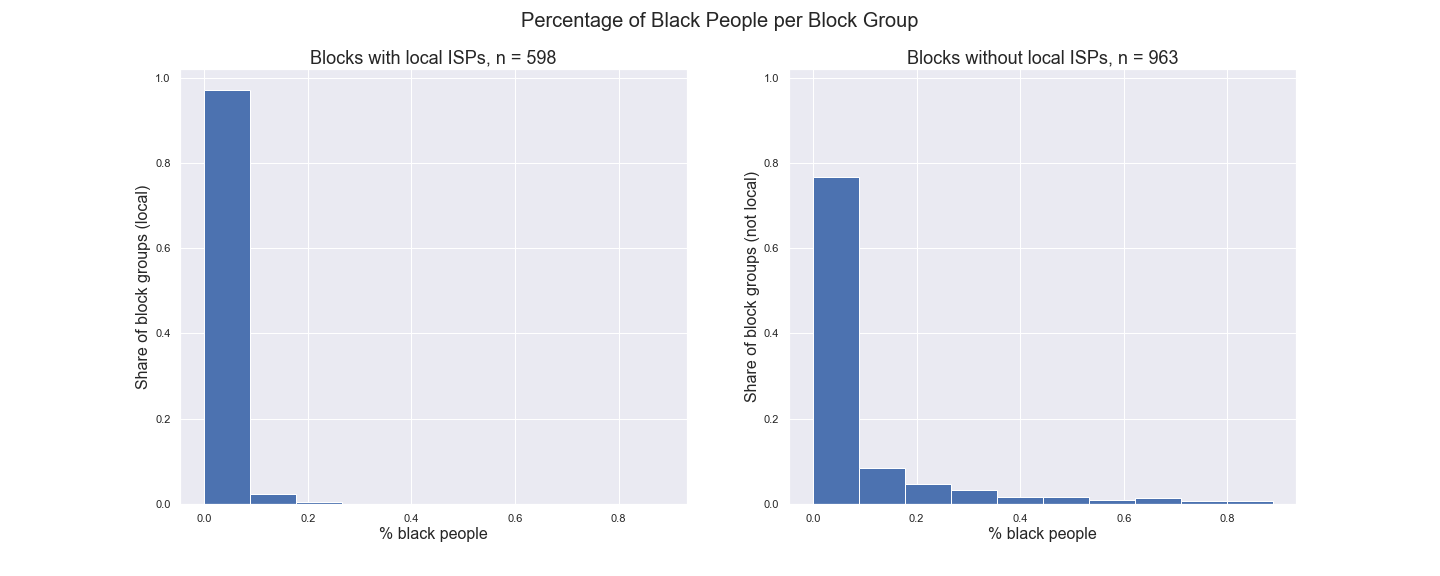 Percentage of Black People per Block Group
Blocks with local ISPs, n = 598
1.0
0.8
0.6
0.4
0.2
0.0
Share of block groups (local)
0.0 0.2 0.4 0.6 0.8
% black people
Blocks without local ISPs, n = 963
1.0
0.8
0.6
0.4
0.2
0.0
Share of block groups (not local)
0.0 0.2 0.4 0.6 0.8
% black people